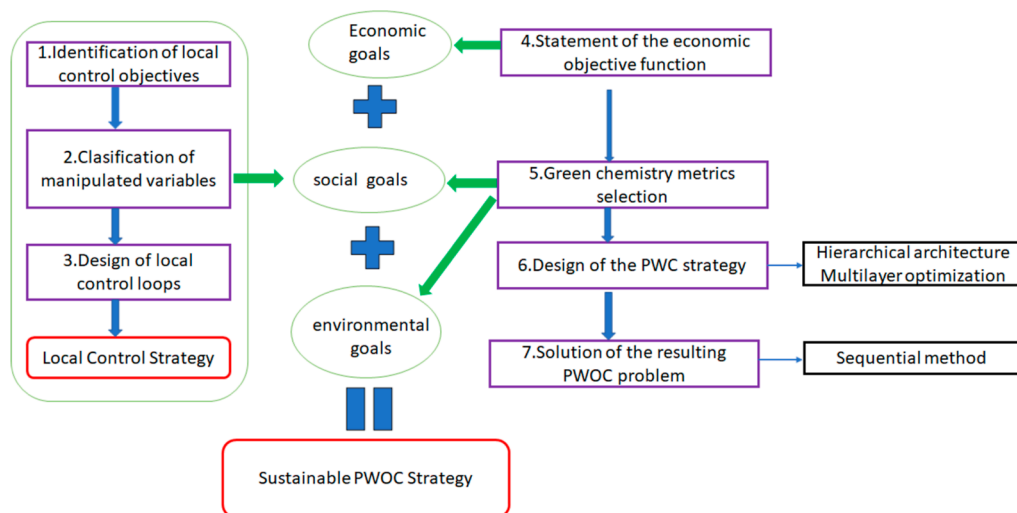 1.Identification of local
control objectives
2.Clasification of
manipulated variables
3. Design of local
control loops
Local Control Strategy
Economic
goals
social goals
environmental
goals
Sustainable PWOC Strategy
4.Statement of the economic
objective function
5.Green chemistry metrics
selection
6.Design of the PWC strategy
7.Solution of the resulting
PWOC problem
Hierarchical architecture
Multilayer optimization
Sequential method